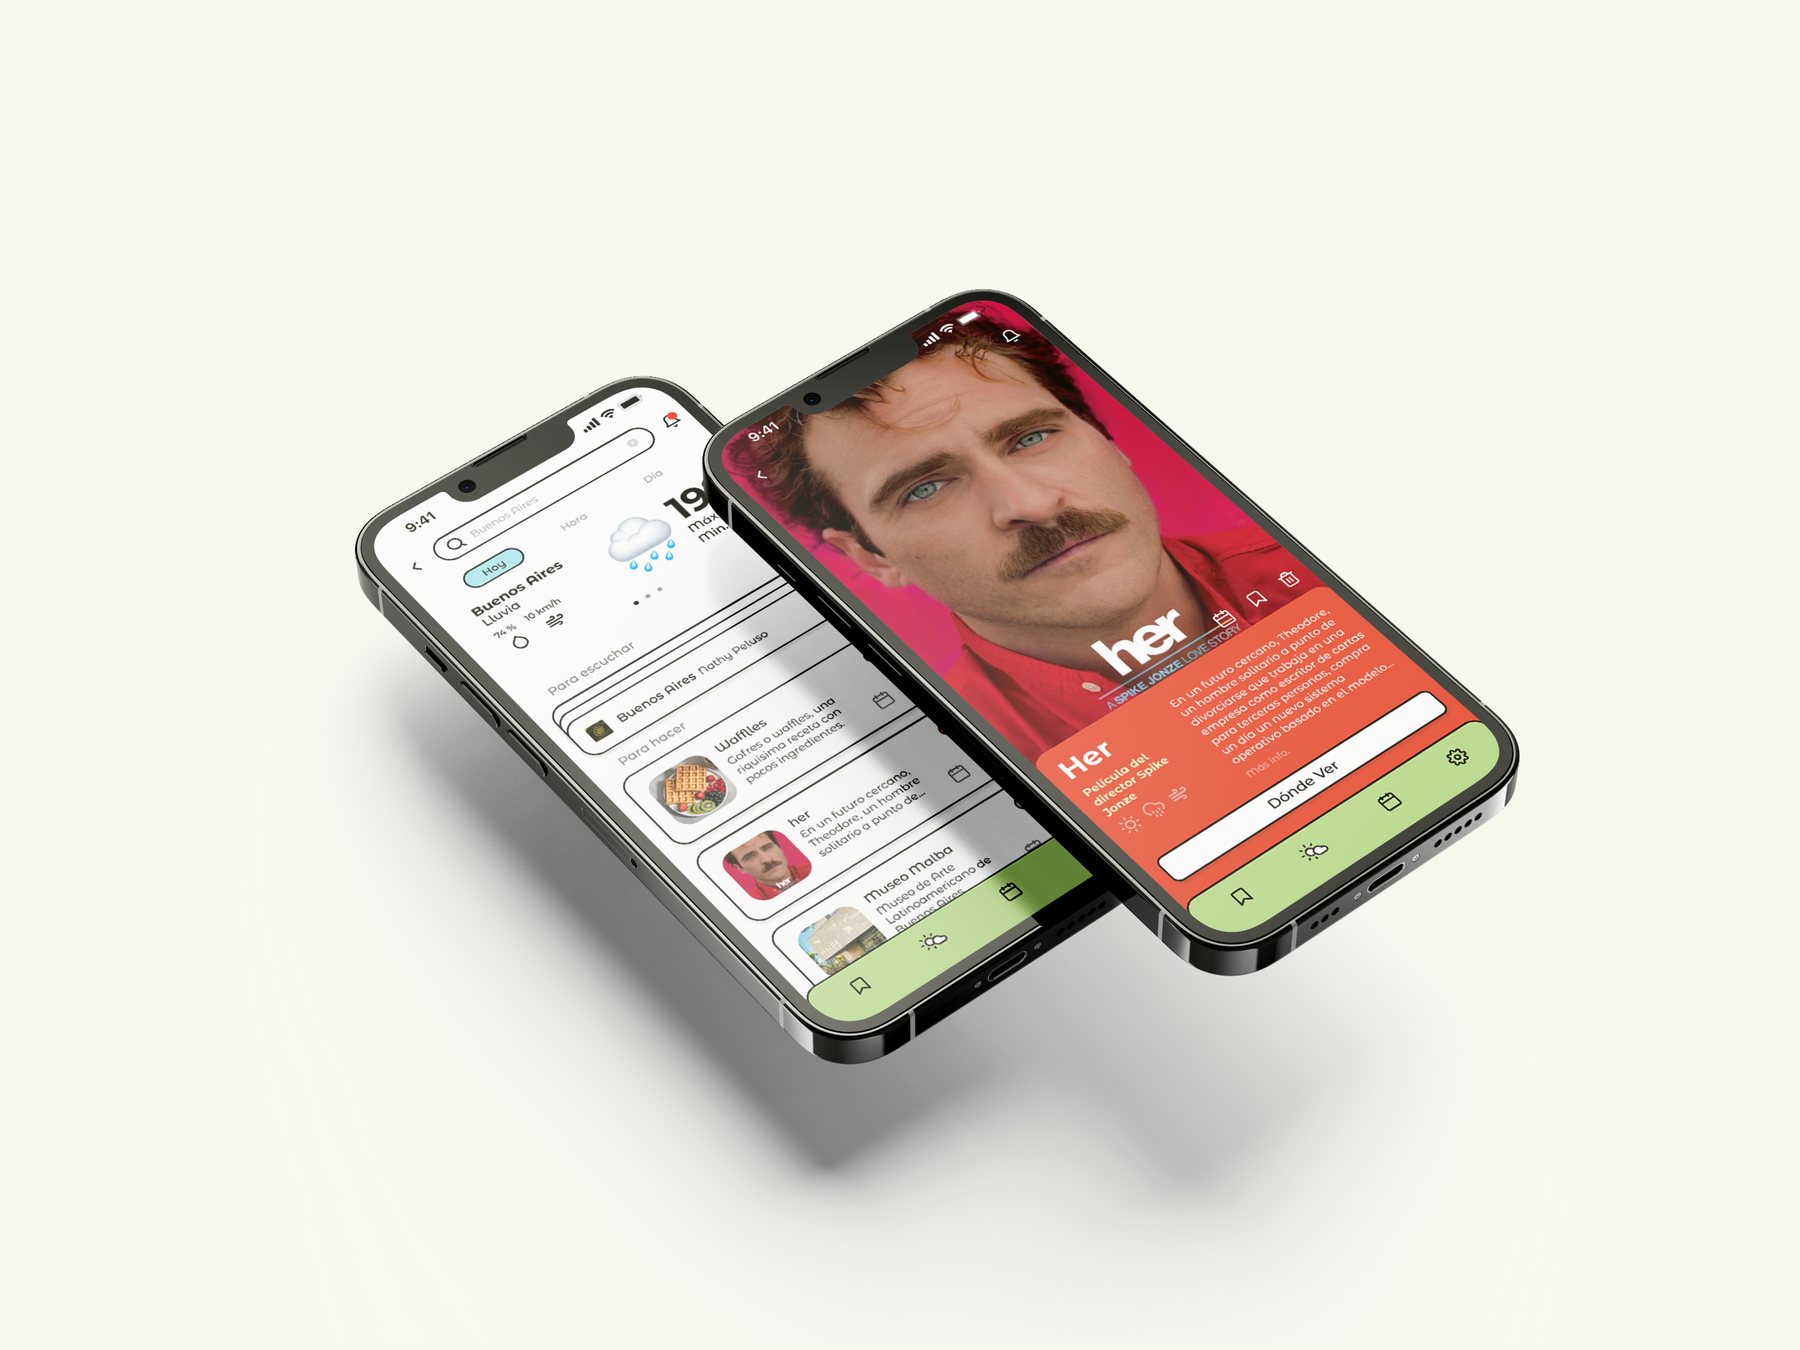 9:41
Buenos Aires
Hoy
Hora
Día
Buenos Aires
Lluvia
74 %
10 km/h
Máx
Mín.
Para escuchar
Buenos Aires Nathy Peluso
Para hacer
Wafflles
Gofres o waffles, una
riquísima receta con
pocos ingredientes.
her
En un futuro cercano,
Theodore, un hombre
solitario a punto de...
her
Museo Malba
Museo de Arte
Latinoamericano de
Buenos Aires
9:41
her
A SPIKE JONZE LOVE STORY
Her
Película del
director Spike
Jonze
En un futuro cercano, Theodore,
un hombre solitario a punto de
divorciarse que trabaja en una
empresa como escritor de cartas
para terceras personas, compra
un día un nuevo sistema
operativo basado en el modelo...
Más info.
Dónde Ver